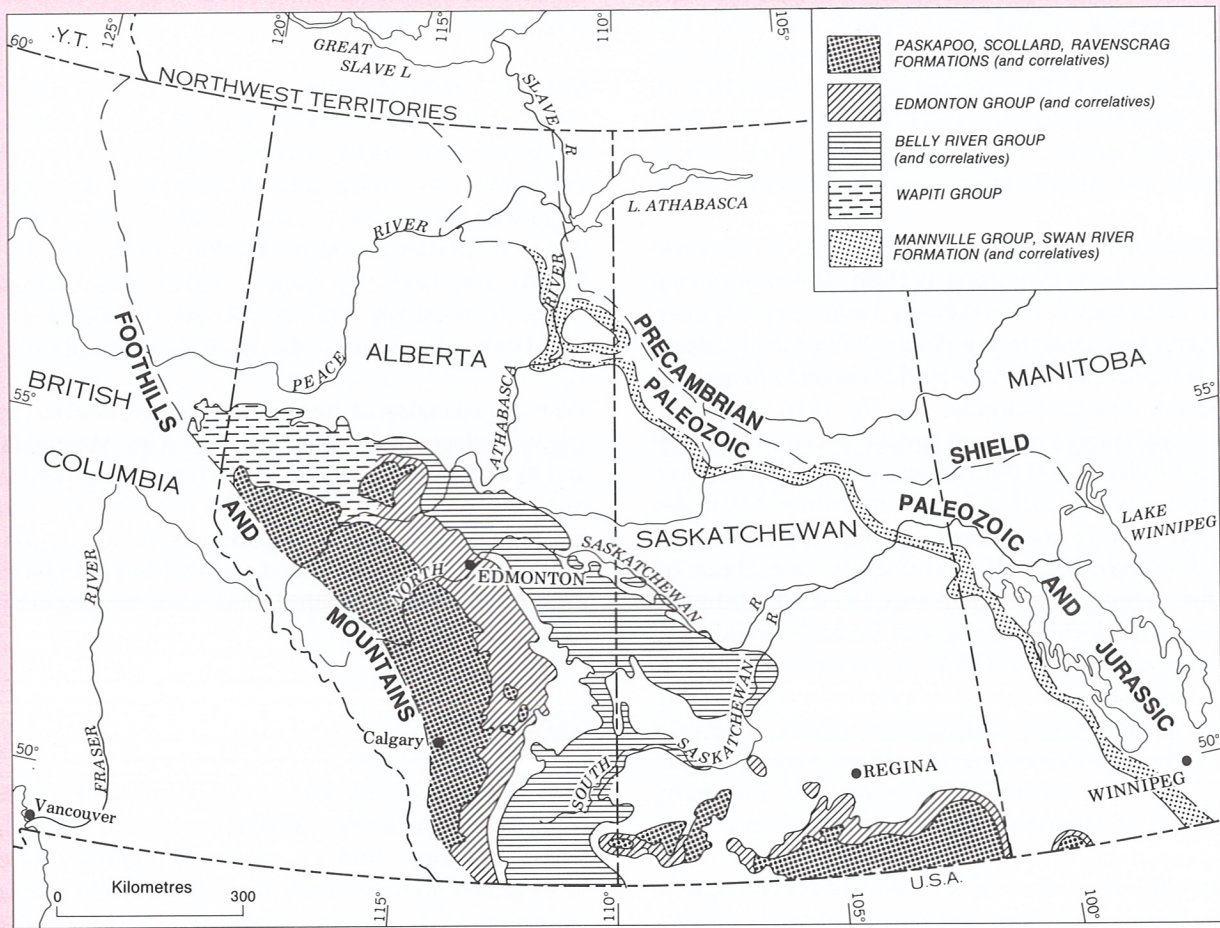 125°
120°
115°
110°
105°
60°
Y.T.
GREAT
SLAVE L
NORTHWEST TERRITORIES
SLAVE
R
L. ATHABASCA
PASKAPOO, SCOLLARD, RAVENSCRAG
FORMATIONS (and correlatives)
EDMONTON GROUP (and correlatives)
BELLY RIVER GROUP
(and correlatives)
WAPITI GROUP
MANNVILLE GROUP, SWAN RIVER
FORMATION (and correlatives)
RIVER
RIVER
PEACE
ALBERTA
ATHABASCA
PRECAMBRIAN
PALEOZOIC
SHIELD
MANITOBA
55°
55°
FOOTHILLS
BRITISH
COLUMBIA
AND
MOUNTAINS
SASKATCHEWAN
PALEOZOIC
AND
JURASSIC
LAKE
WINNIPEG
NORTH
EDMONTON
SASKATCHEWAN
R
R
RIVER
FRASER
Calgary
SOUTH
SASKATCHEWAN
REGINA
WINNIPEG
50°
50°
Vancouver
Kilometres
0
300
U.S.A.
115°
110°
105°
100°